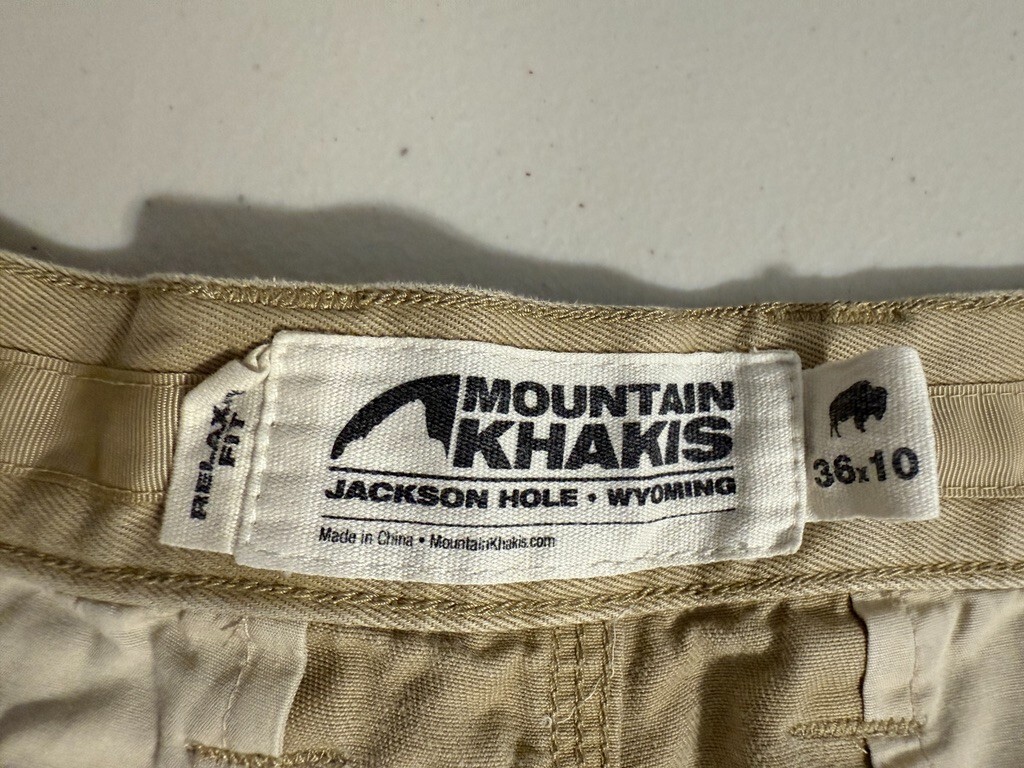 RELAX
FIT
MOUNTAIN
KHAKIS
JACKSON HOLE • WYOMING
Made in China • MountainKhakis.com
36x10